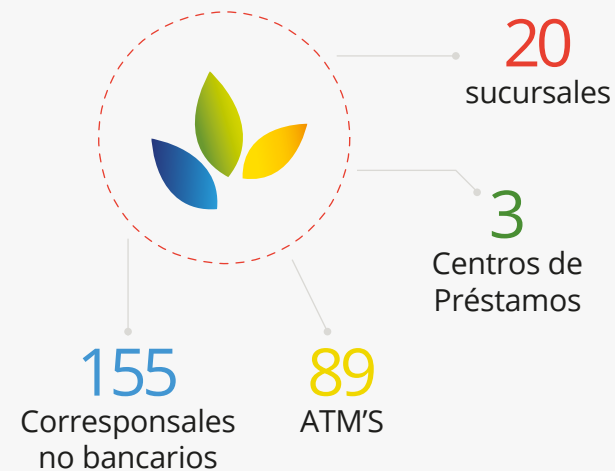 20
sucursales
3
Centros de
Préstamos
155
Corresponsales
no bancarios
89
ATM'S